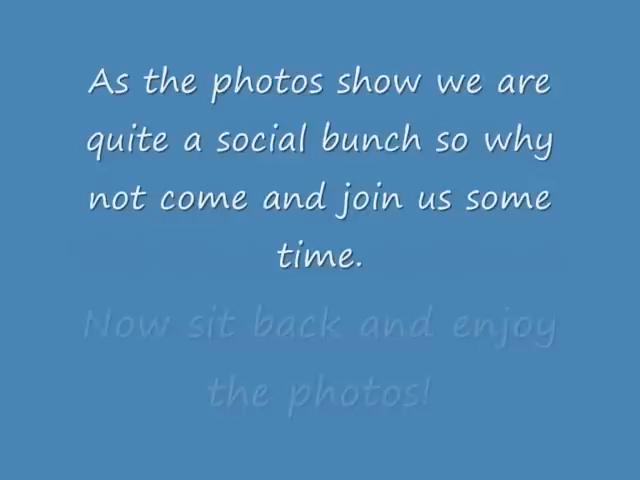 As the photos show we are
quite a social bunch so why
not come and join us some
time.
Now sit back and enjoy
the photos!